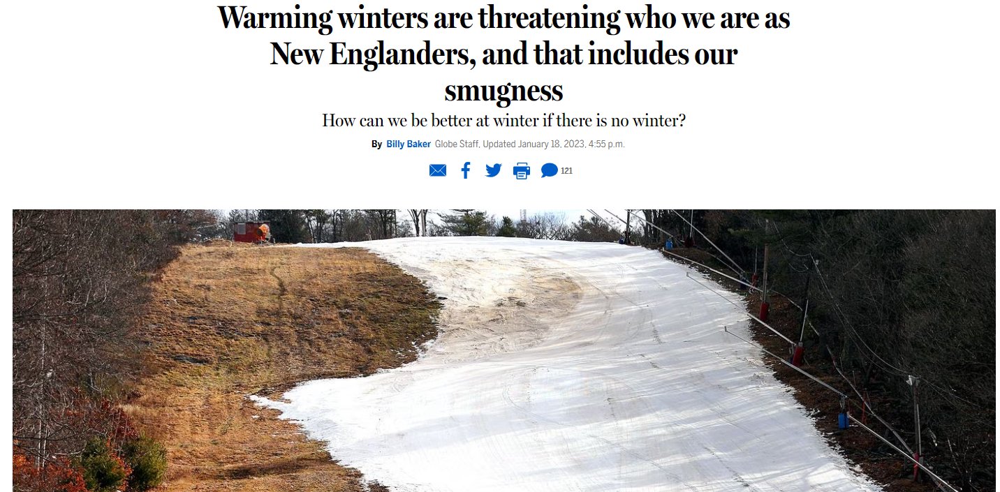 Warming winters are threatening who we are as
New Englanders, and that includes our
smugness
How can we be better at winter if there is no winter?
By Billy Baker Globe Staff, Updated January 18, 2023, 4:55 p.m.
121